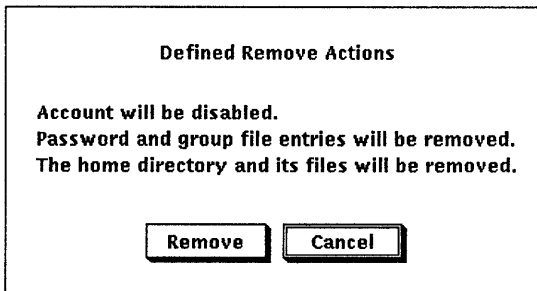 Defined Remove Actions
Account will be disabled.
Password and group file entries will be removed.
The home directory and its files will be removed.
Remove
Cancel